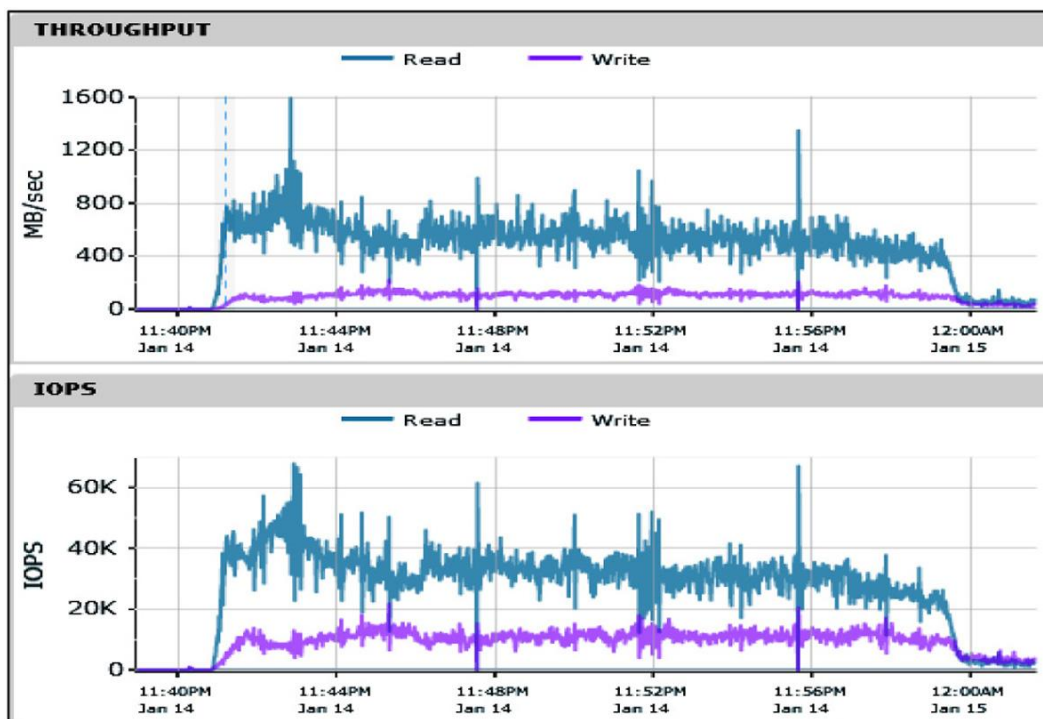 THROUGHPUT
Read Write
MB/sec
1600
1200
800
400
0
11:40PM 11:44PM 11:48PM 11:52PM 11:56PM 12:00AM
Jan 14 Jan 14 Jan 14 Jan 14 Jan 14 Jan 15
IOPS
Read Write
IOPS
60K
40K
20K
0
11:40PM 11:44PM 11:48PM 11:52PM 11:56PM 12:00AM
Jan 14 Jan 14 Jan 14 Jan 14 Jan 14 Jan 15